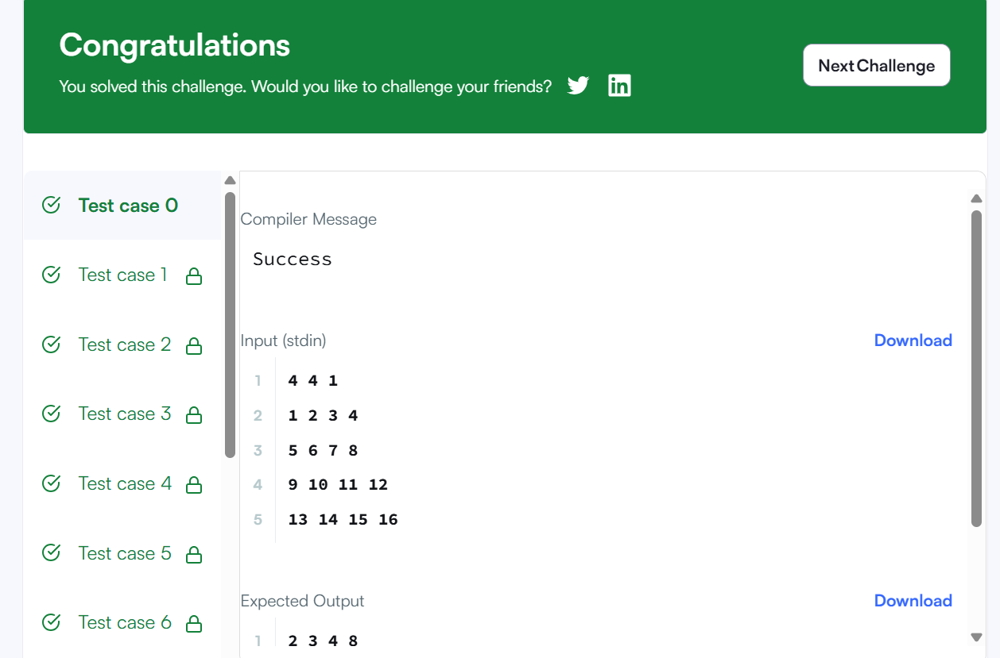 Congratulations
You solved this challenge. Would you like to challenge your friends?
Next Challenge
Test case 0
Test case 1
Test case 2
Test case 3
Test case 4
Test case 5
Test case 6
Compiler Message
Success
Input (stdin)
Download
1 4 4 1
2 1 2 3 4
3 5 6 7 8
4 9 10 11 12
5 13 14 15 16
Expected Output
Download
1 2 3 4 8